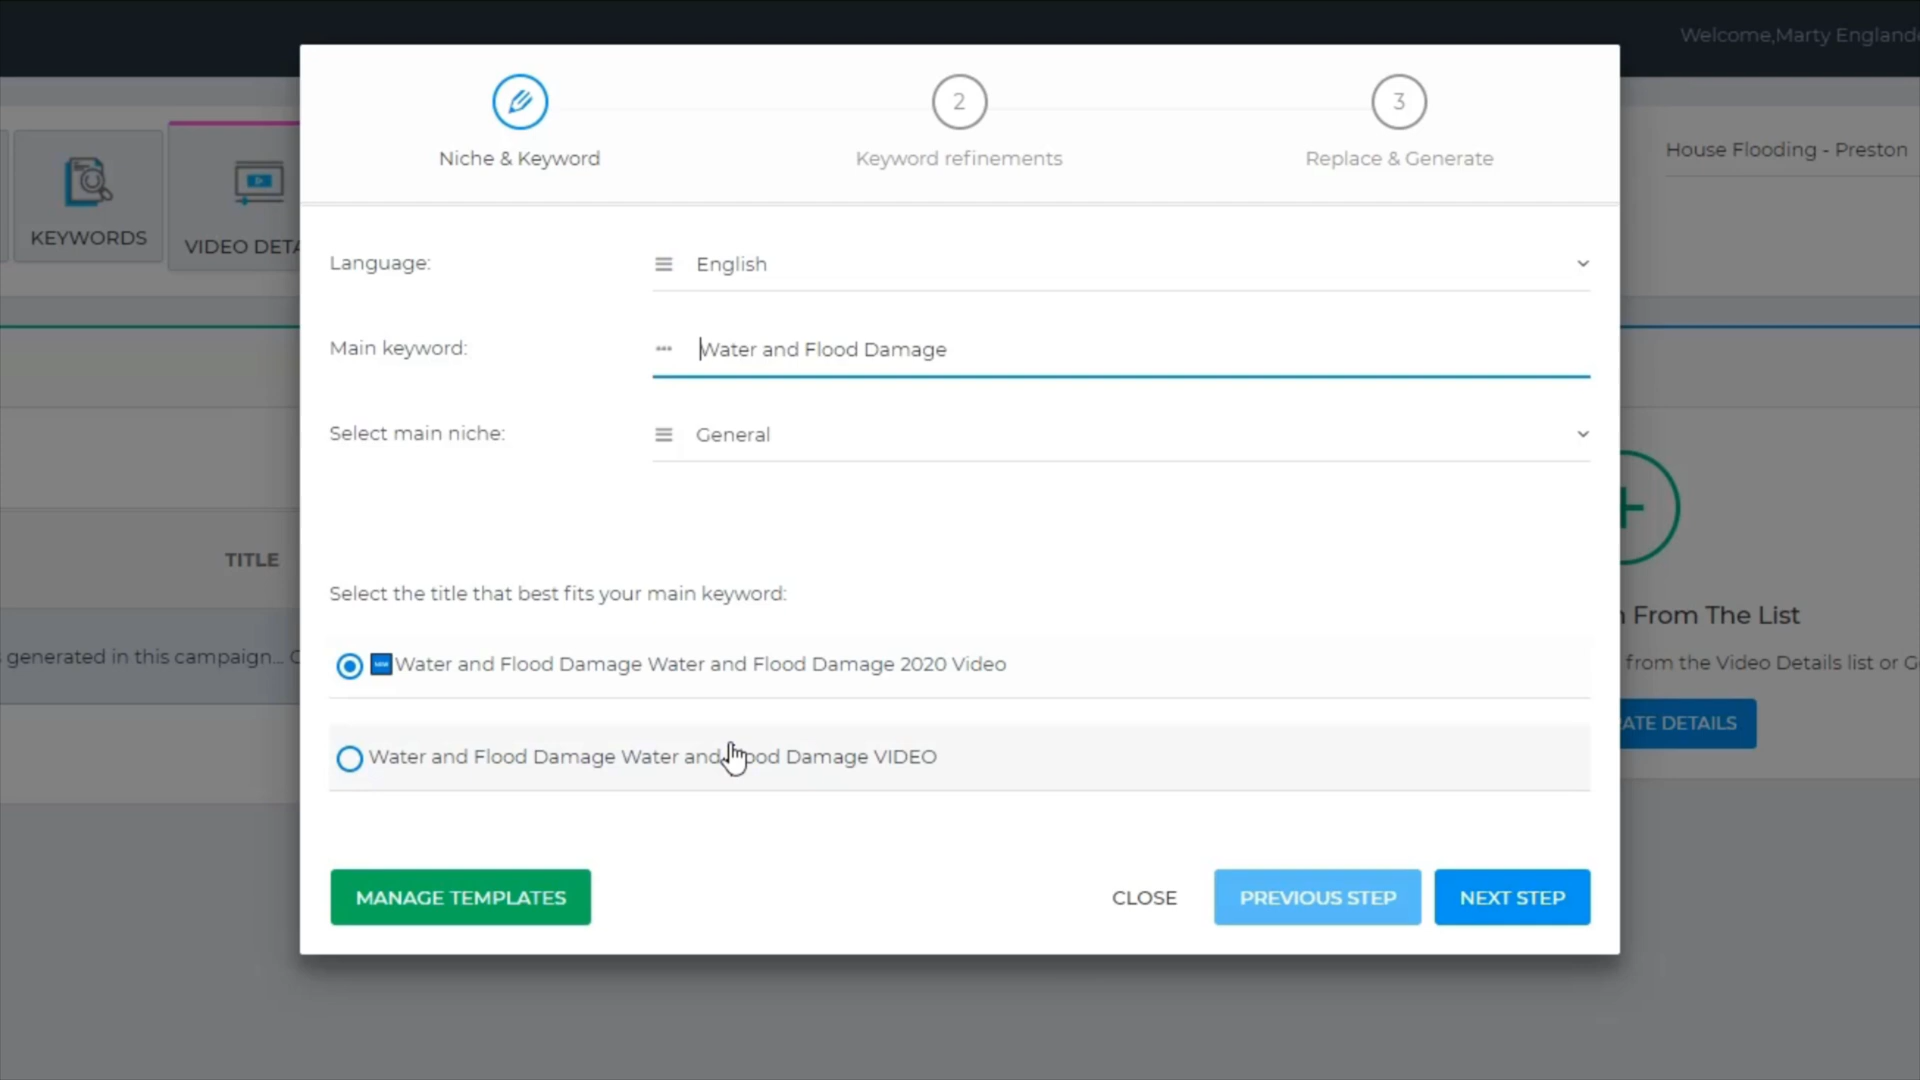 Welcome,Marty Englande
2
3
Niche & Keyword
Keyword refinements
Replace & Generate
House Flooding - Preston
KEYWORDS
VIDEO DETA
Language:
English
Main keyword:
Water and Flood Damage
Select main niche:
General
TITLE
Select the title that best fits your main keyword:
From The List
Water and Flood Damage Water and Flood Damage 2020 Video
generated in this campaign...
from the Video Details list or G
ATE DETAILS
Water and Flood Damage Water and Flood Damage VIDEO
MANAGE TEMPLATES
CLOSE
PREVIOUS STEP
NEXT STEP